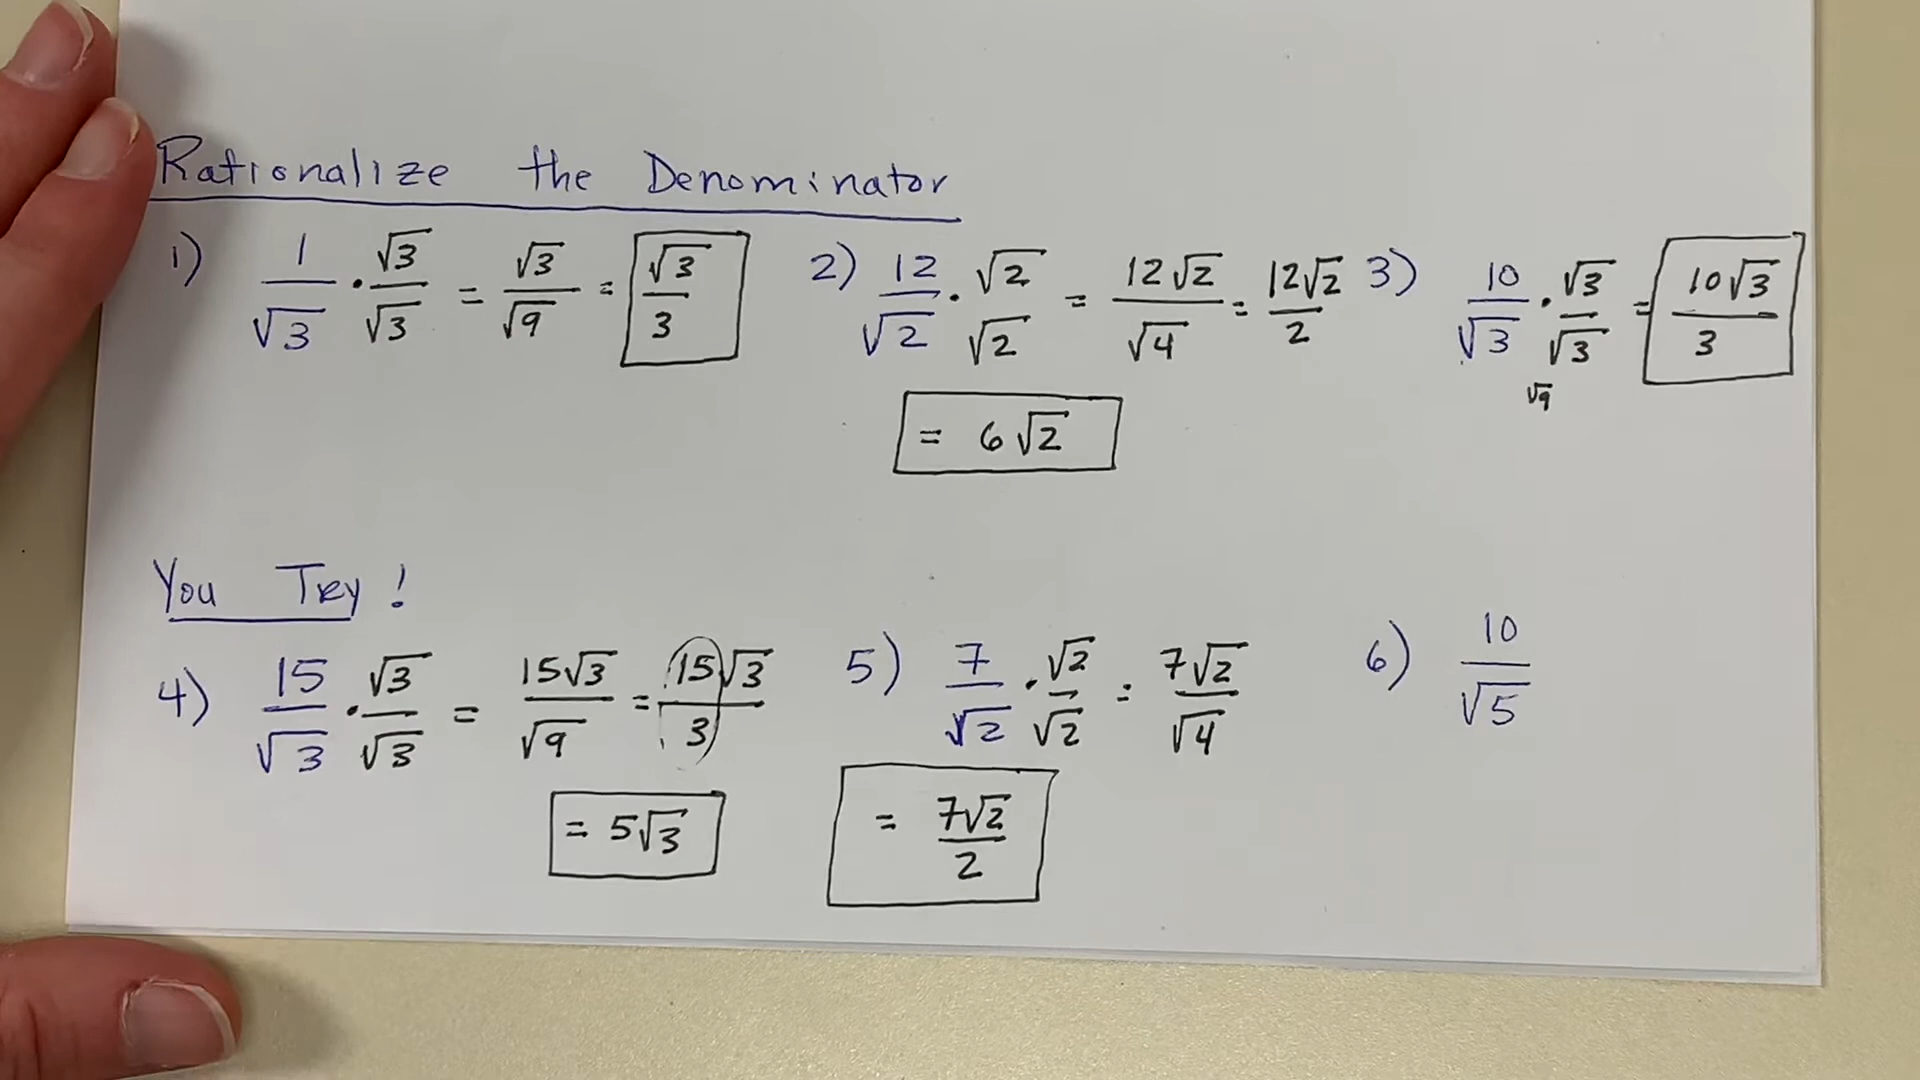 Rationalize the Denominator
1) 1/√3 · √3/√3 = √3/√9 = √3/3
2) 12/√2 · √2/√2 = 12√2/√4 = 12√2/2
= 6√2
3) 10/√3 · √3/√3 = 10√3/3
√9
You Try!
4) 15/√3 · √3/√3 = 15√3/√9 = 15√3/3
= 5√3
5) 7/√2 · √2/√2 = 7√2/√4
= 7√2/2
6) 10/√5